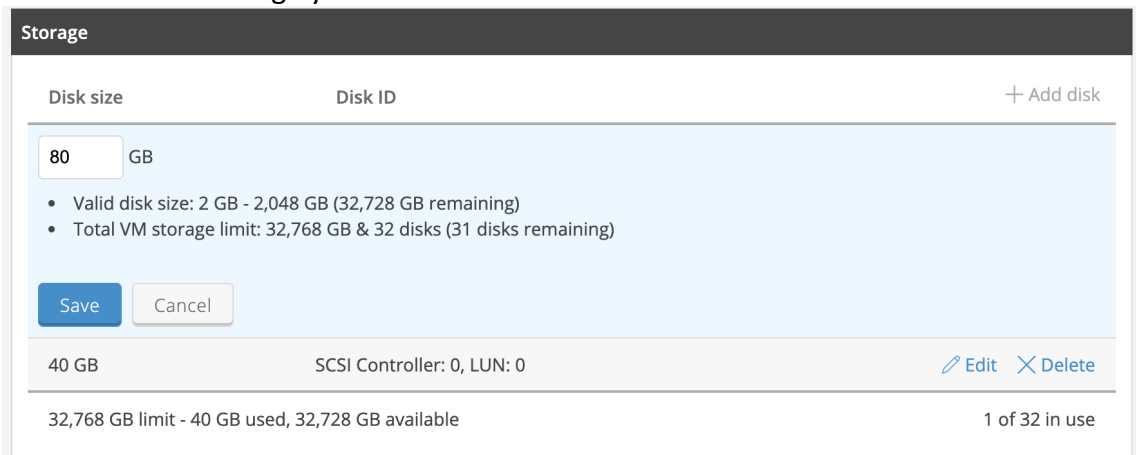 Storage
Disk size Disk ID + Add disk
80 GB
• Valid disk size: 2 GB - 2,048 GB (32,728 GB remaining)
• Total VM storage limit: 32,768 GB & 32 disks (31 disks remaining)
Save Cancel
40 GB SCSI Controller: 0, LUN: 0 Edit Delete
32,768 GB limit - 40 GB used, 32,728 GB available 1 of 32 in use